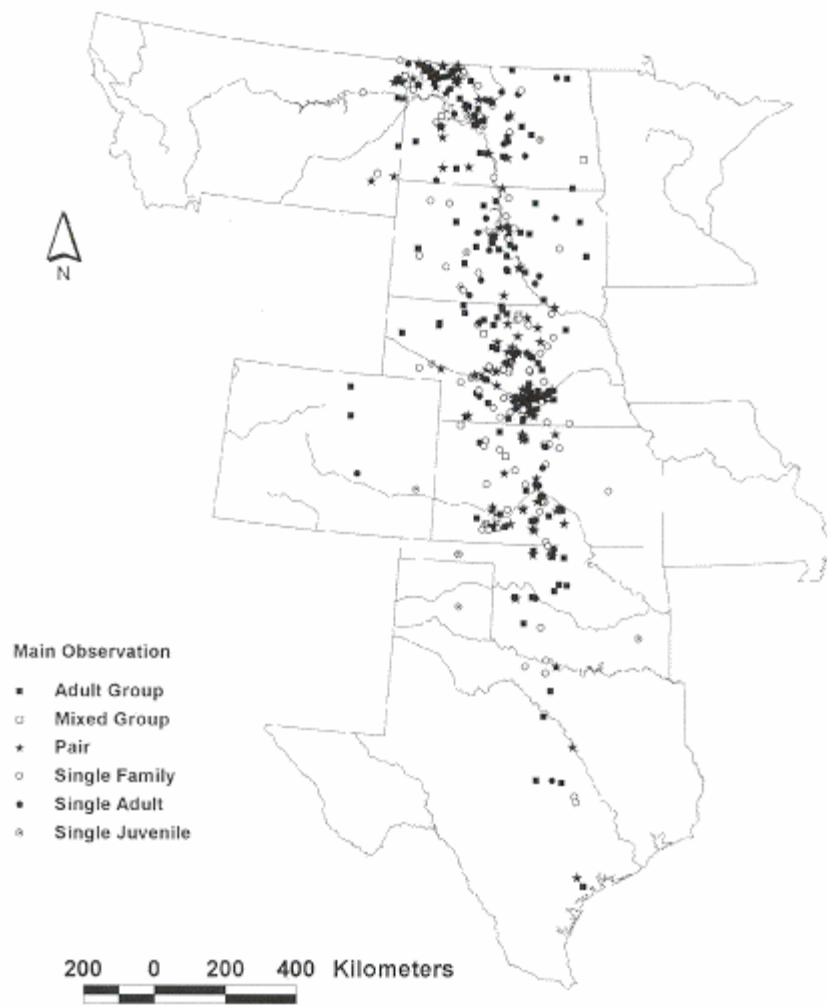 N
Main Observation
Adult Group
Mixed Group
Pair
Single Family
Single Adult
Single Juvenile
200 0 200 400 Kilometers